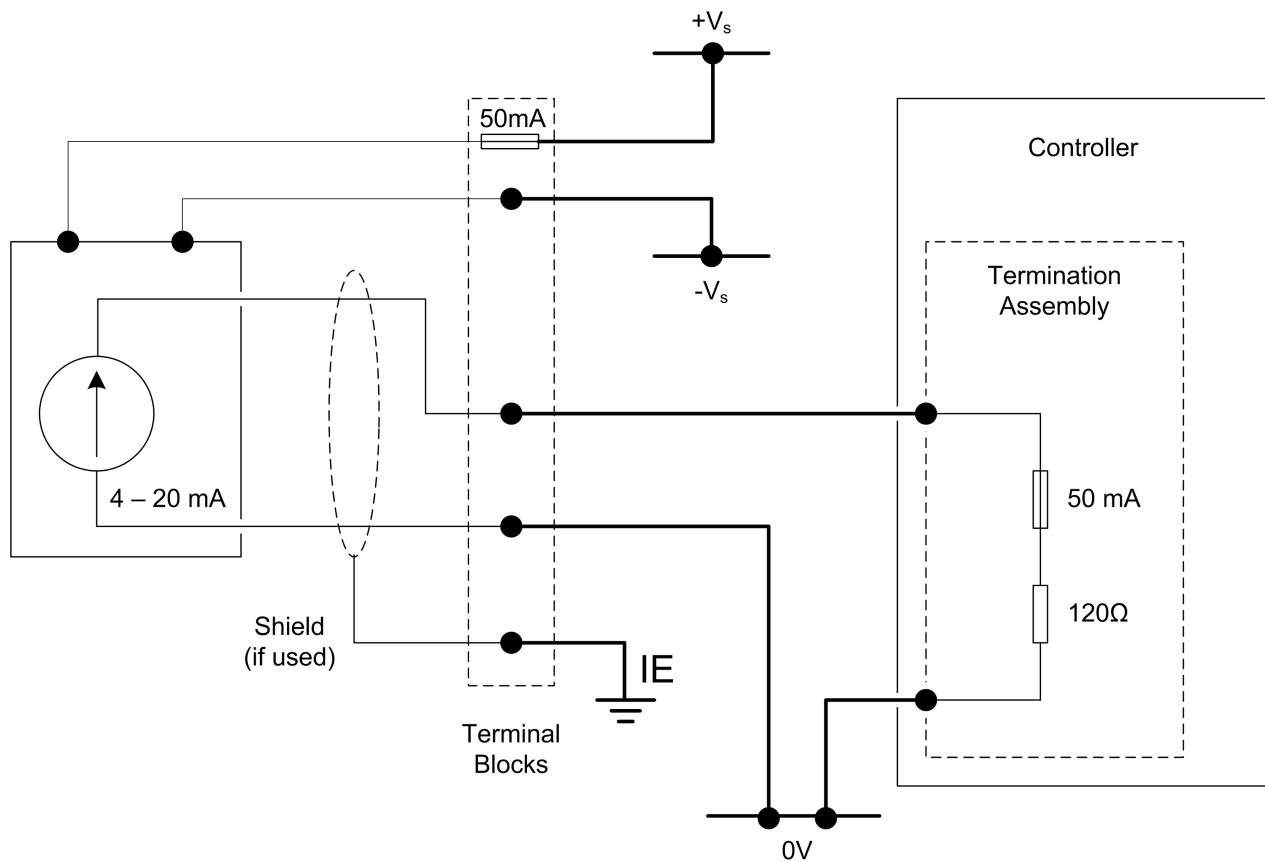 +Vs
50mA
Controller
-Vs
Termination
Assembly
4 – 20 mA
50 mA
120Ω
Shield
(if used)
IE
Terminal
Blocks
0V